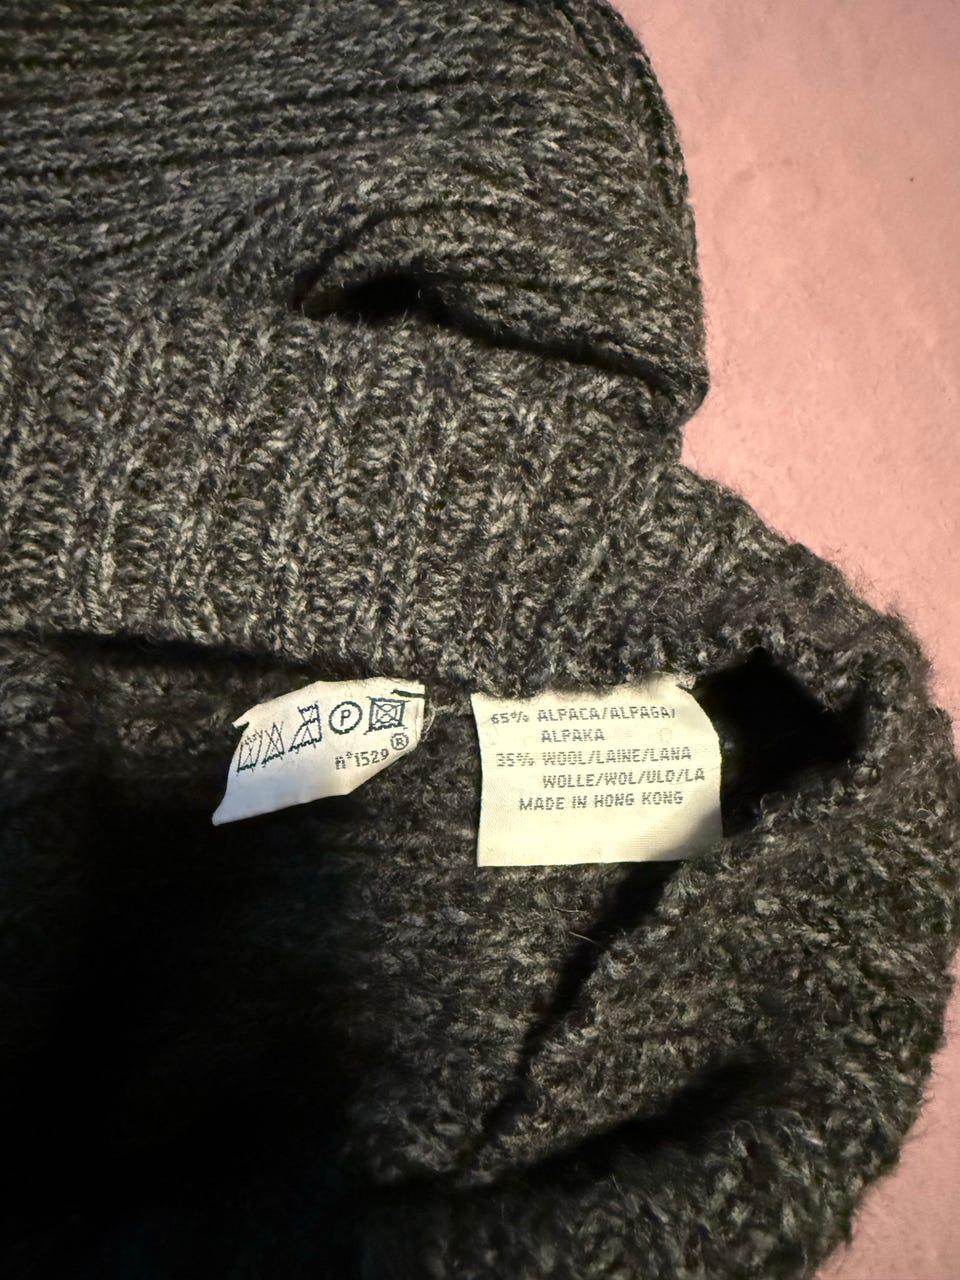 P
n°1529®
65% ALPACA/ALPAGA/
ALPAKA
35% WOOL/LAINE/LANA
WOLLE/WOL/ULD/LA
MADE IN HONG KONG